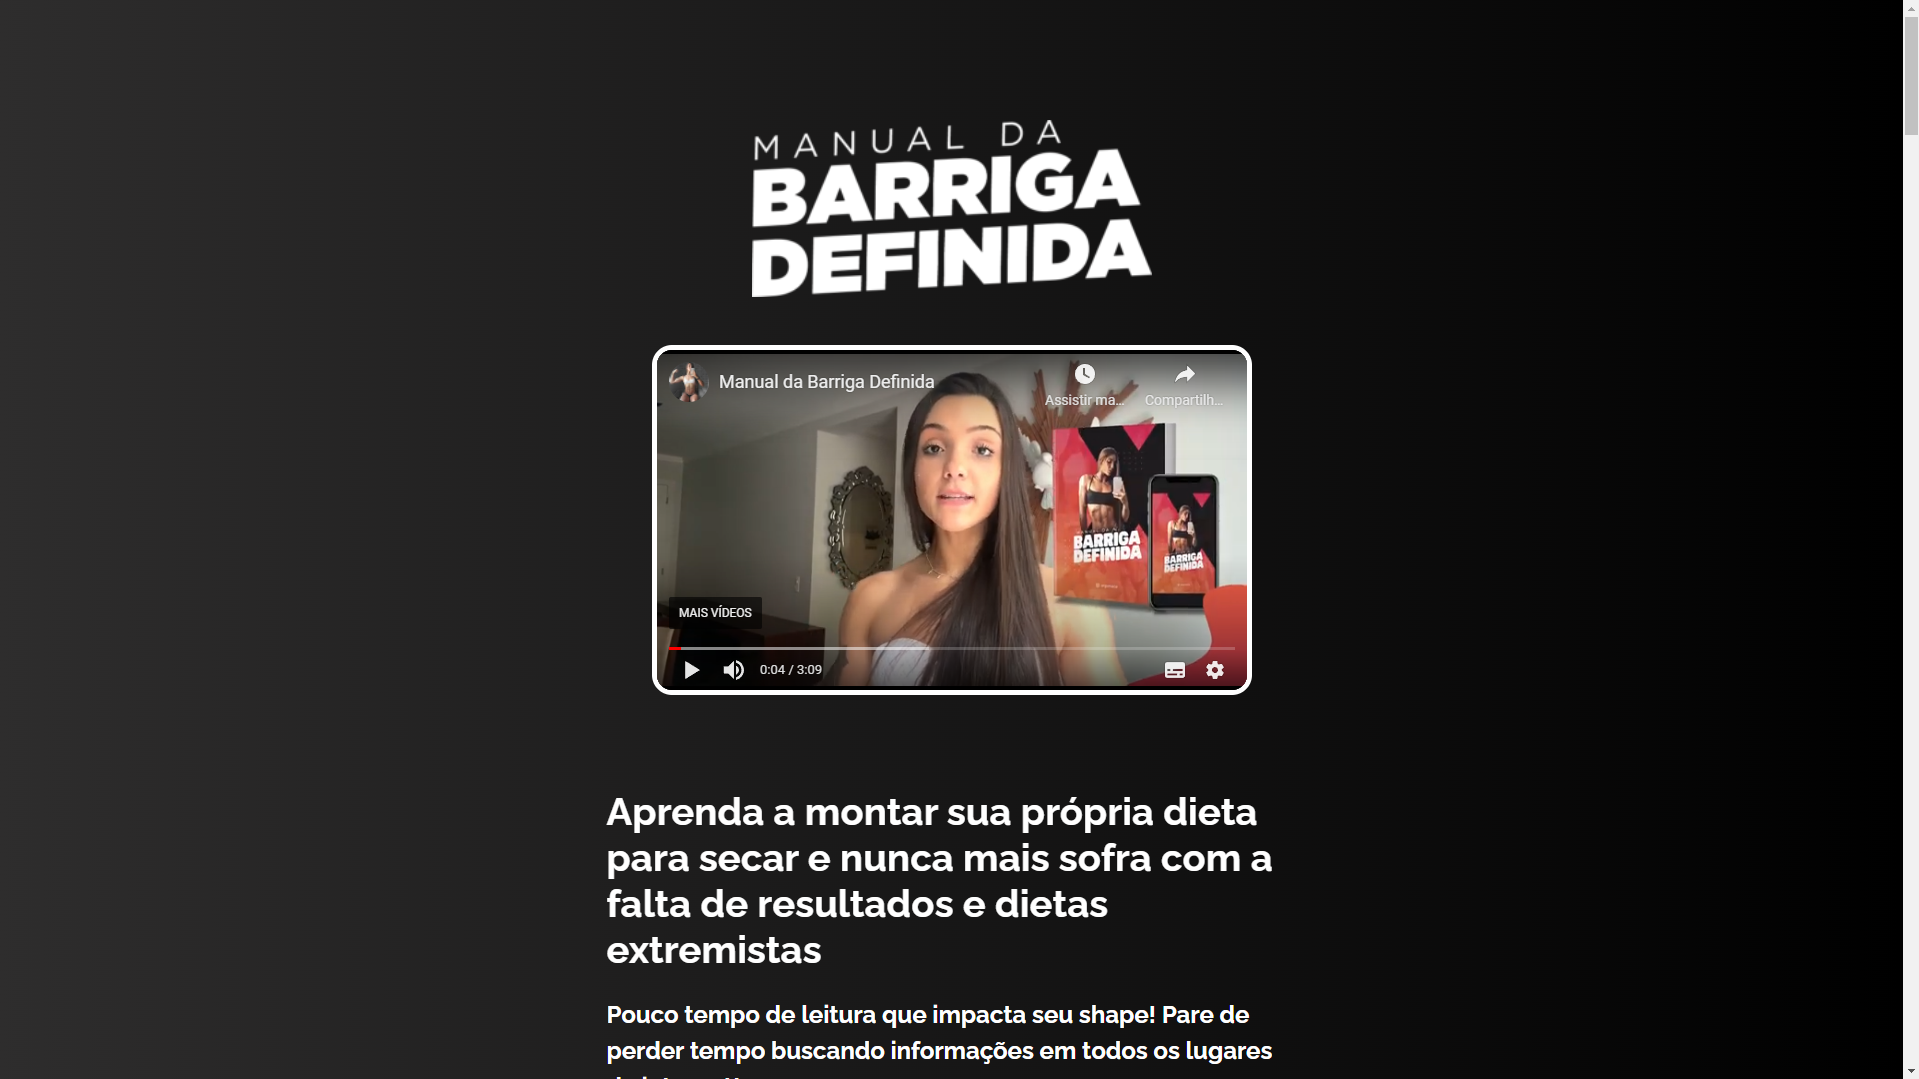 MANUAL DA
BARRIGA
DEFINIDA
Manual da Barriga Definida
Assistir ma...
Compartilh...
BARRIGA
DEFINIDA
BARRIGA
DEFINIDA
MAIS VÍDEOS
0:04 / 3:09
Aprenda a montar sua própria dieta
para secar e nunca mais sofra com a
falta de resultados e dietas
extremistas
Pouco tempo de leitura que impacta seu shape! Pare de
perder tempo buscando informações em todos os lugares